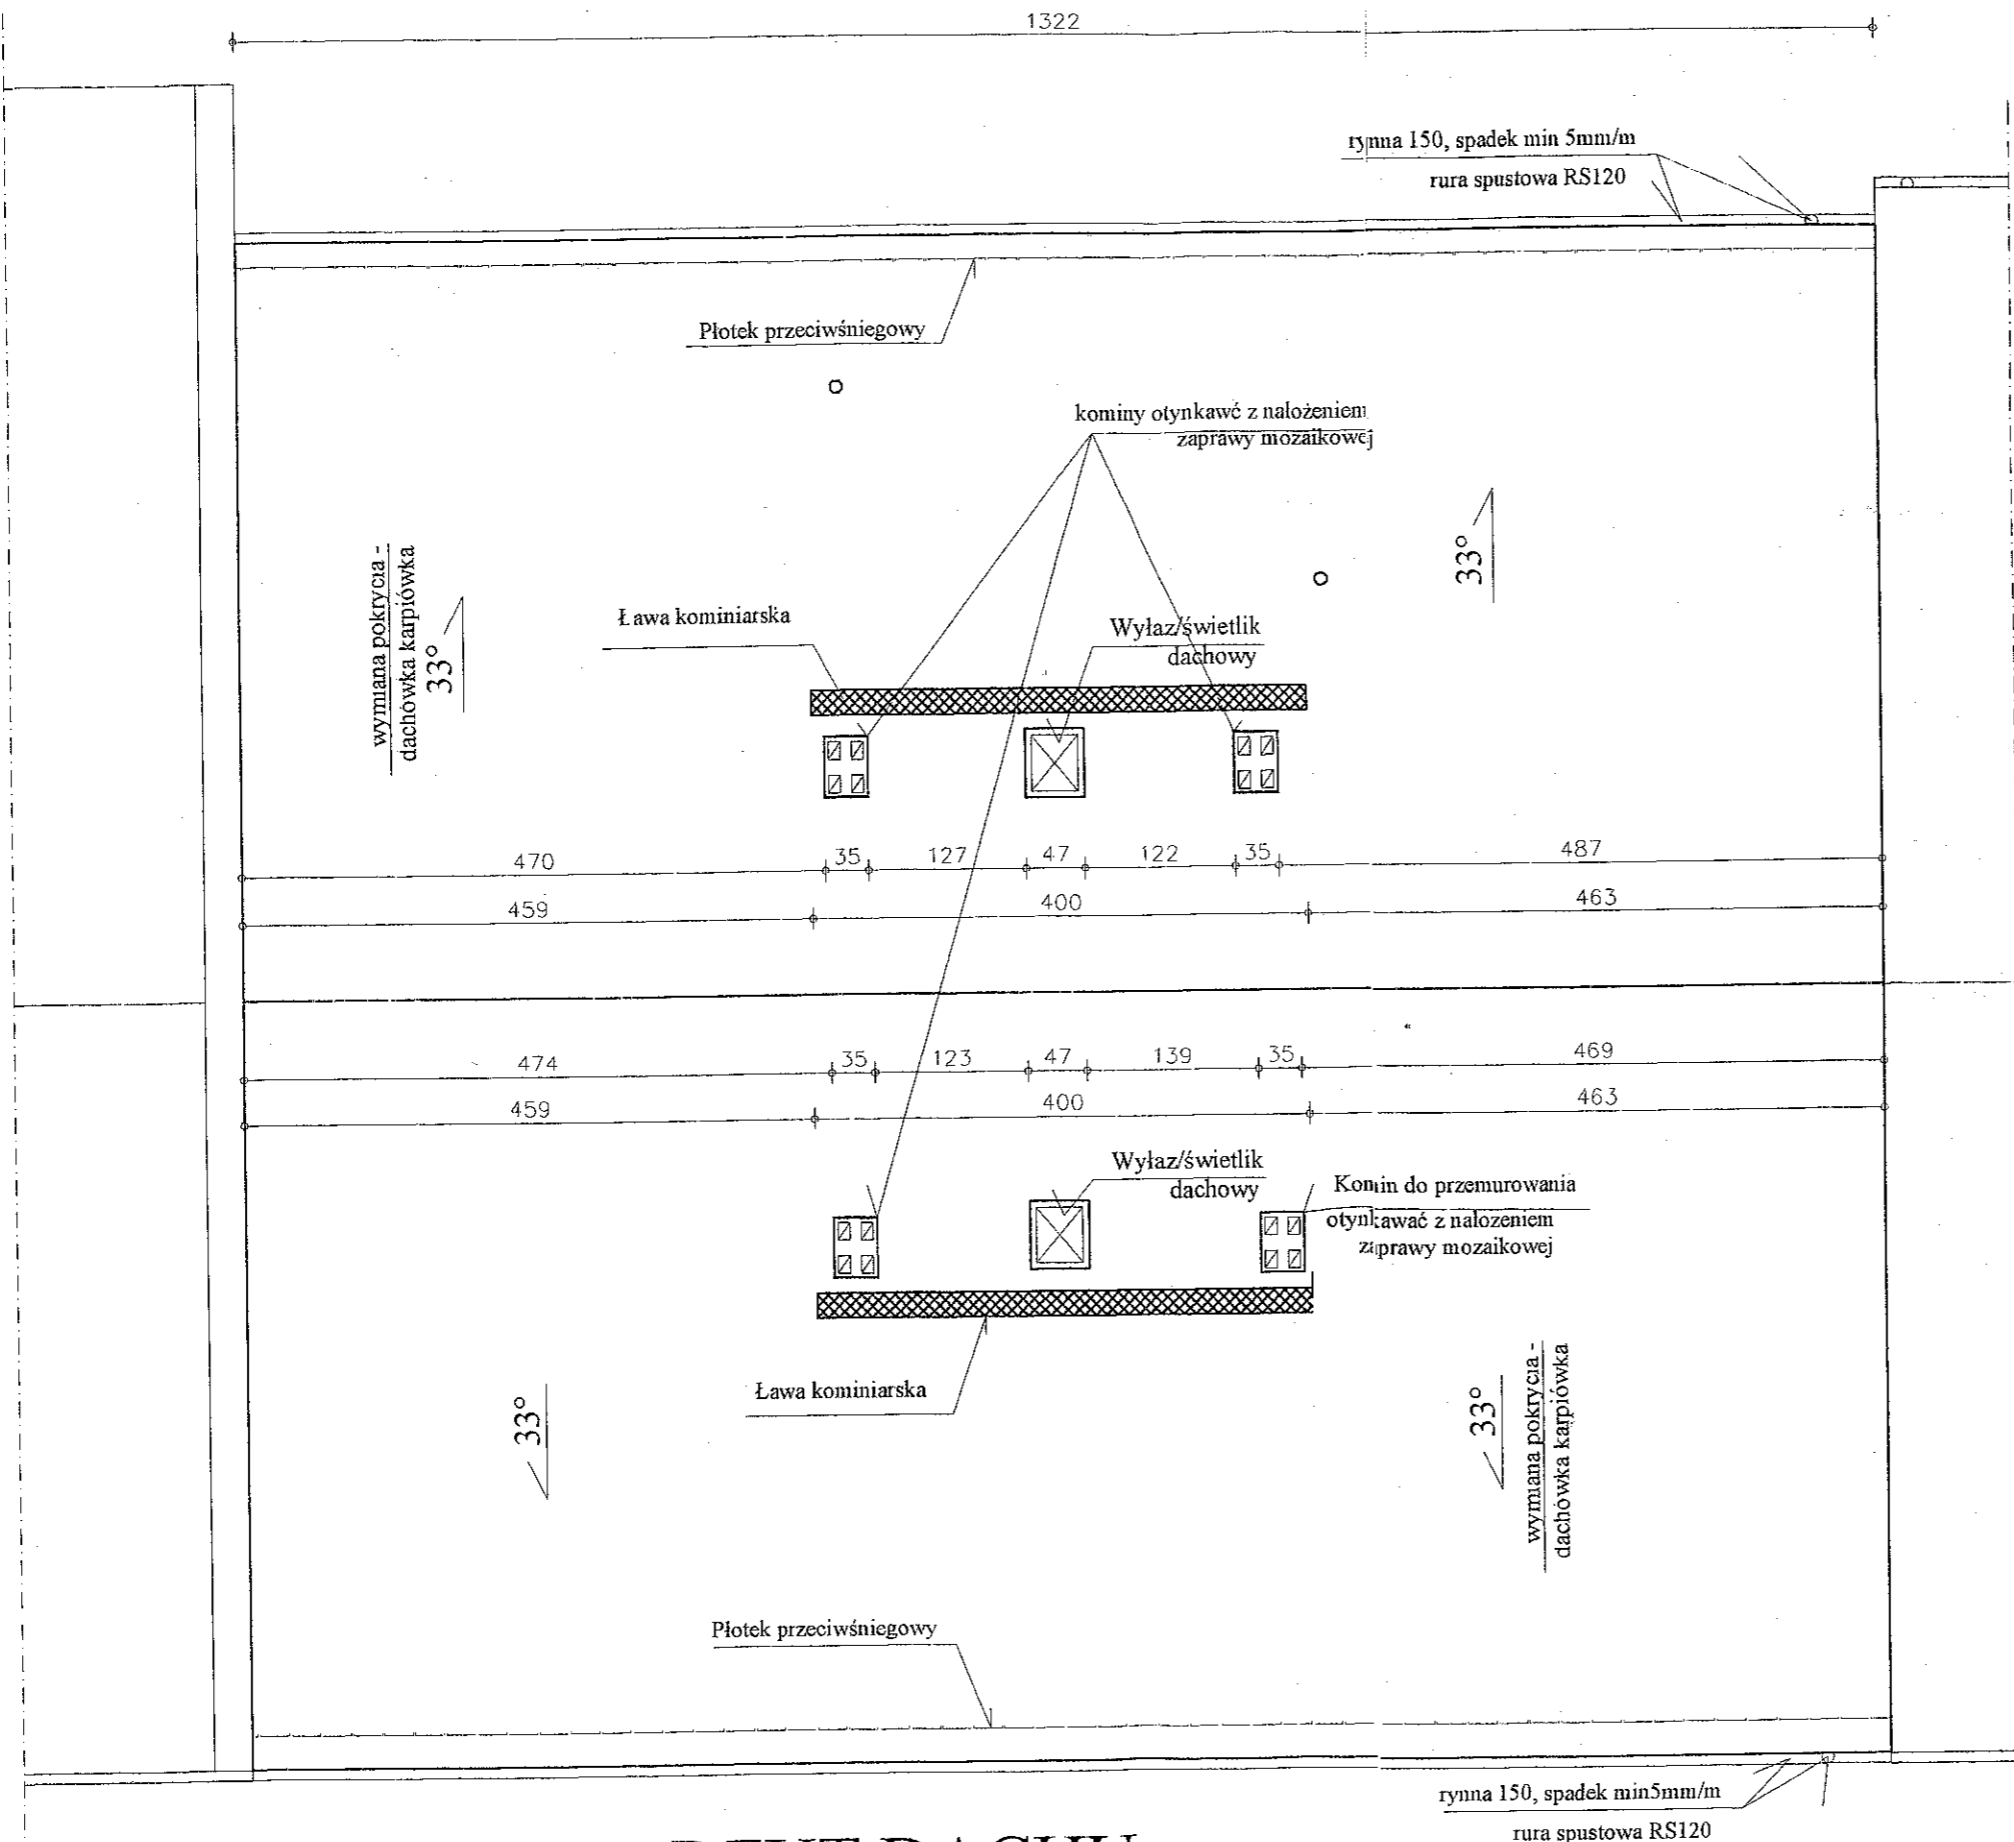 1322
rynna 150, spadek min 5mm/m
rura spustowa RS120
Płotek przeciwśniegowy
kominy otynkawć z nałożeniem
zaprawy mozaikowej
33°
wymiana pokrycia -
dachówka karpiówka
33°
Ława kominiarska
Wyłaz/świetlik
dachowy
470 35 127 47 122 35 487
459 400 463
474 35 123 47 139 35 469
459 400 463
Wyłaz/świetlik
dachowy
Komin do przemurowania
otynkawać z nalozeniem
zaprawy mozaikowej
Ława kominiarska
33°
33°
wymiana pokrycia -
dachówka karpiówka
Płotek przeciwśniegowy
rynna 150, spadek min5mm/m
rura spustowa RS120
DACHU